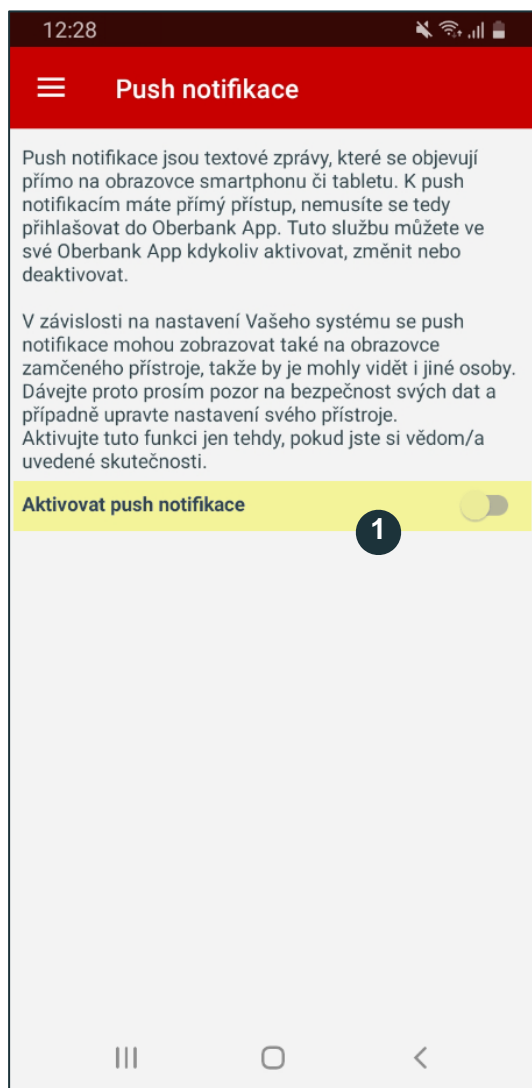 12:28
Push notifikace
Push notifikace jsou textové zprávy, které se objevují
přímo na obrazovce smartphonu či tabletu. K push
notifikacím máte přímý přístup, nemusíte se tedy
přihlašovat do Oberbank App. Tuto službu můžete ve
své Oberbank App kdykoliv aktivovat, změnit nebo
deaktivovat.
V závislosti na nastavení Vašeho systému se push
notifikace mohou zobrazovat také na obrazovce
zamčeného přístroje, takže by je mohly vidět i jiné osoby.
Dávejte proto prosím pozor na bezpečnost svých dat a
případně upravte nastavení svého přístroje.
Aktivujte tuto funkci jen tehdy, pokud jste si vědom/a
uvedené skutečnosti.
Aktivovat push notifikace
1